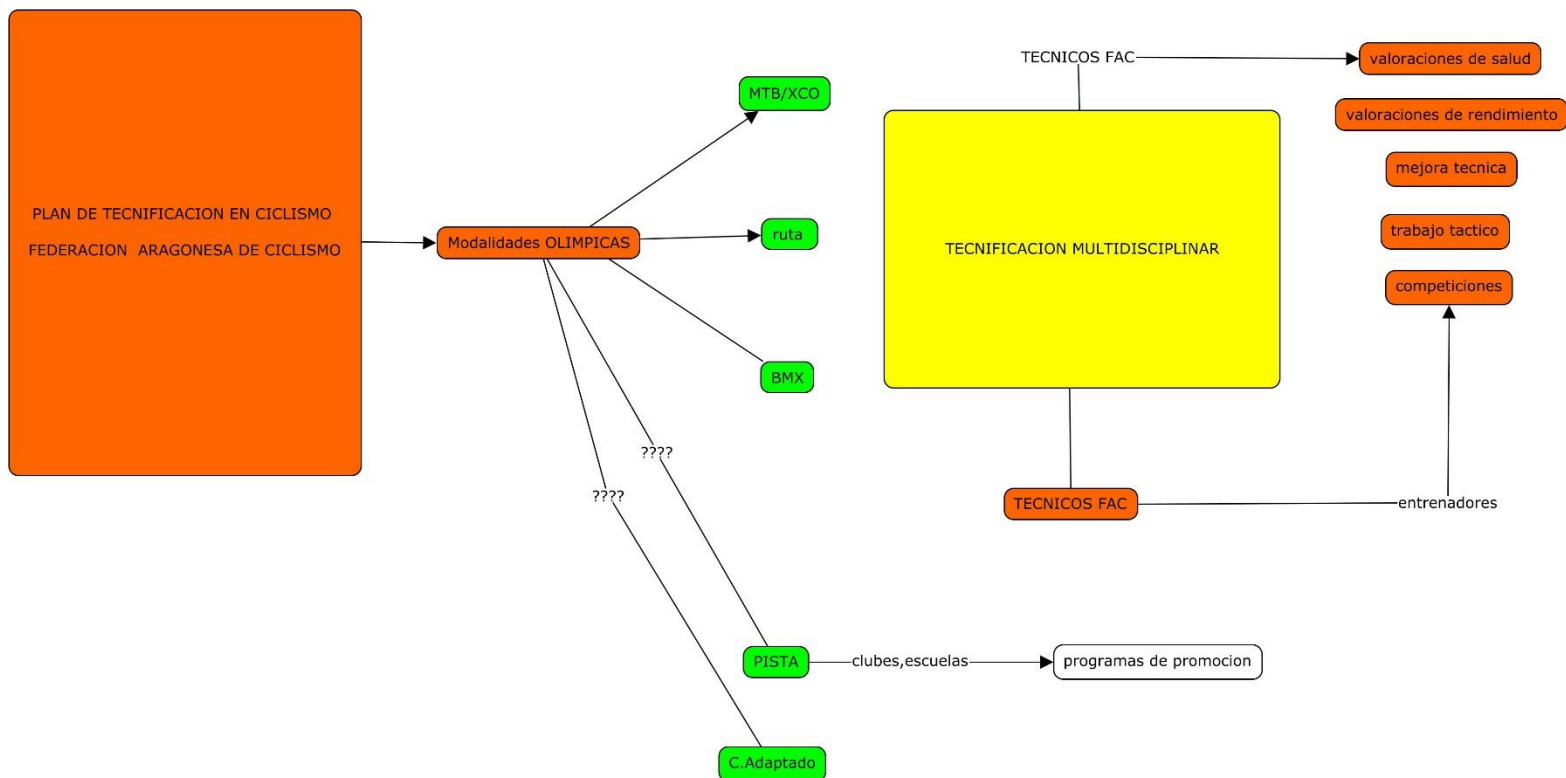 PLAN DE TECNIFICACION EN CICLISMO
FEDERACION ARAGONESA DE CICLISMO
Modalidades OLIMPICAS
MTB/XCO
ruta
BMX
????
????
PISTA
clubes,escuelas
programas de promocion
C.Adaptado
TECNICOS FAC
TECNIFICACION MULTIDISCIPLINAR
TECNICOS FAC
entrenadores
valoraciones de salud
valoraciones de rendimiento
mejora tecnica
trabajo tactico
competiciones